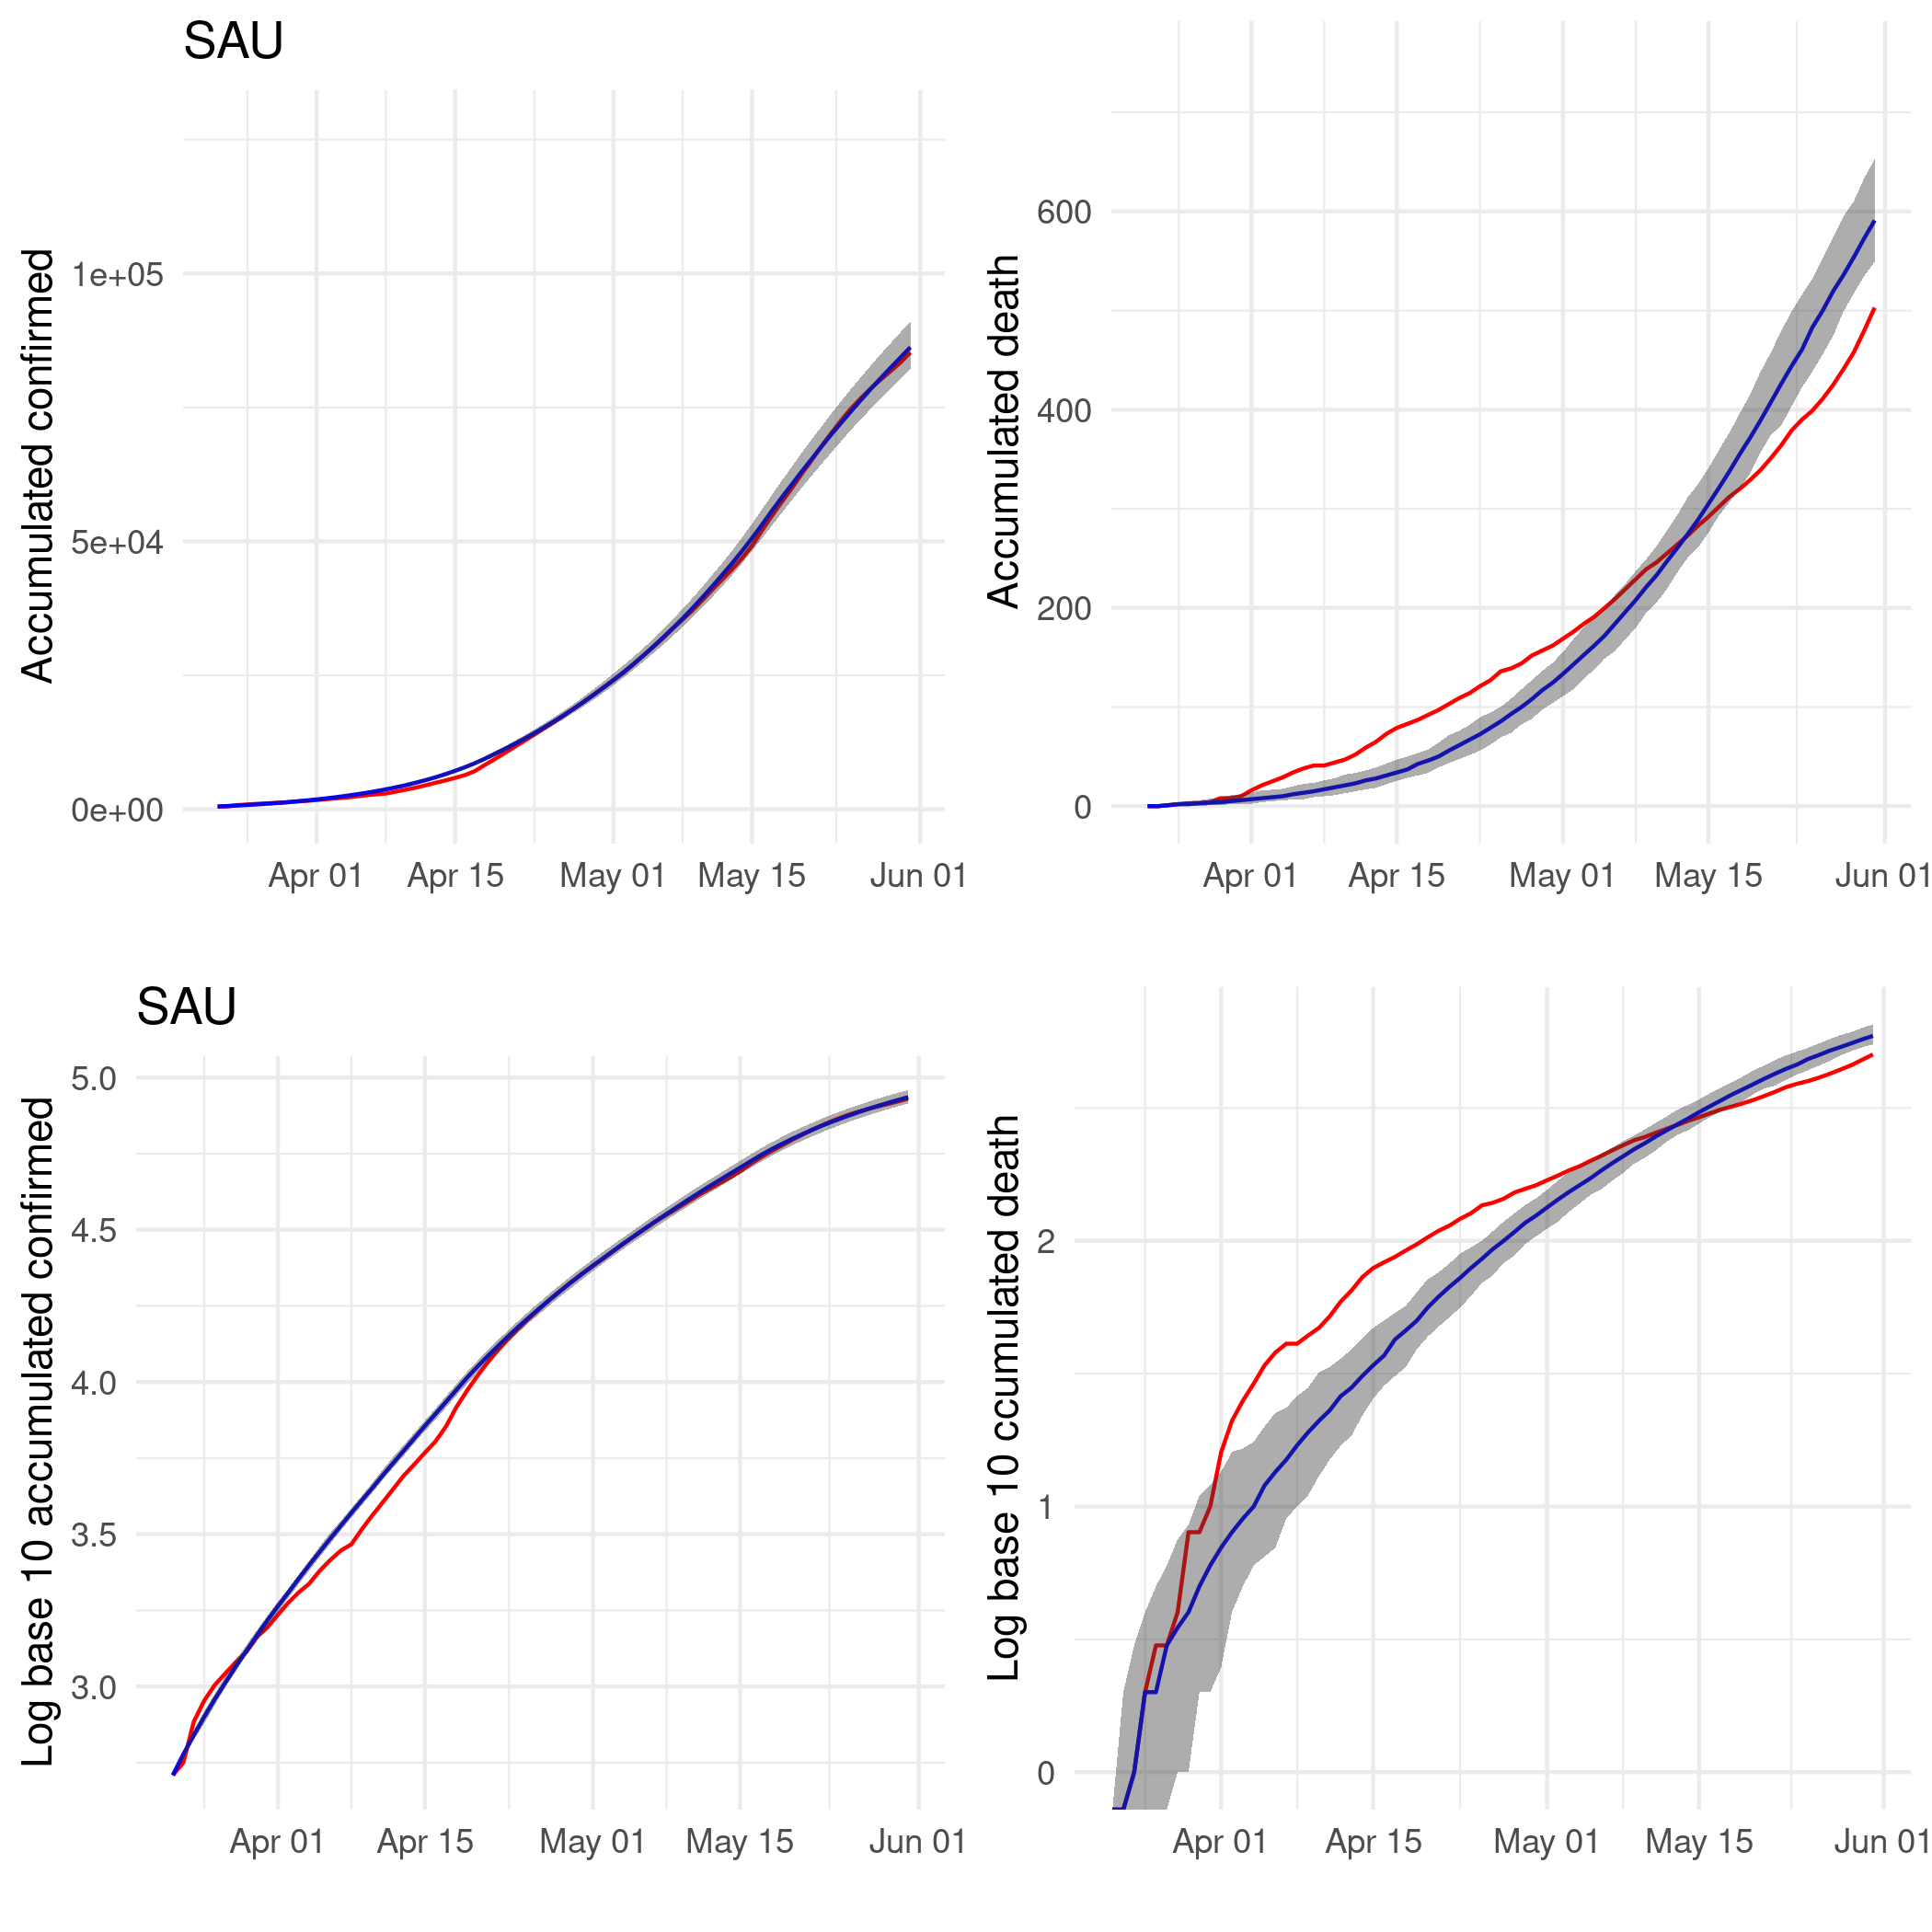 SAU
Accumulated confirmed
1e+05
5e+04
0e+00
Apr 01 Apr 15 May 01 May 15 Jun 01
Accumulated death
600
400
200
0
Apr 01 Apr 15 May 01 May 15 Jun 01
SAU
Log base 10 accumulated confirmed
5.0
4.5
4.0
3.5
3.0
Apr 01 Apr 15 May 01 May 15 Jun 01
Log base 10 ccumulated death
2
1
0
Apr 01 Apr 15 May 01 May 15 Jun 01